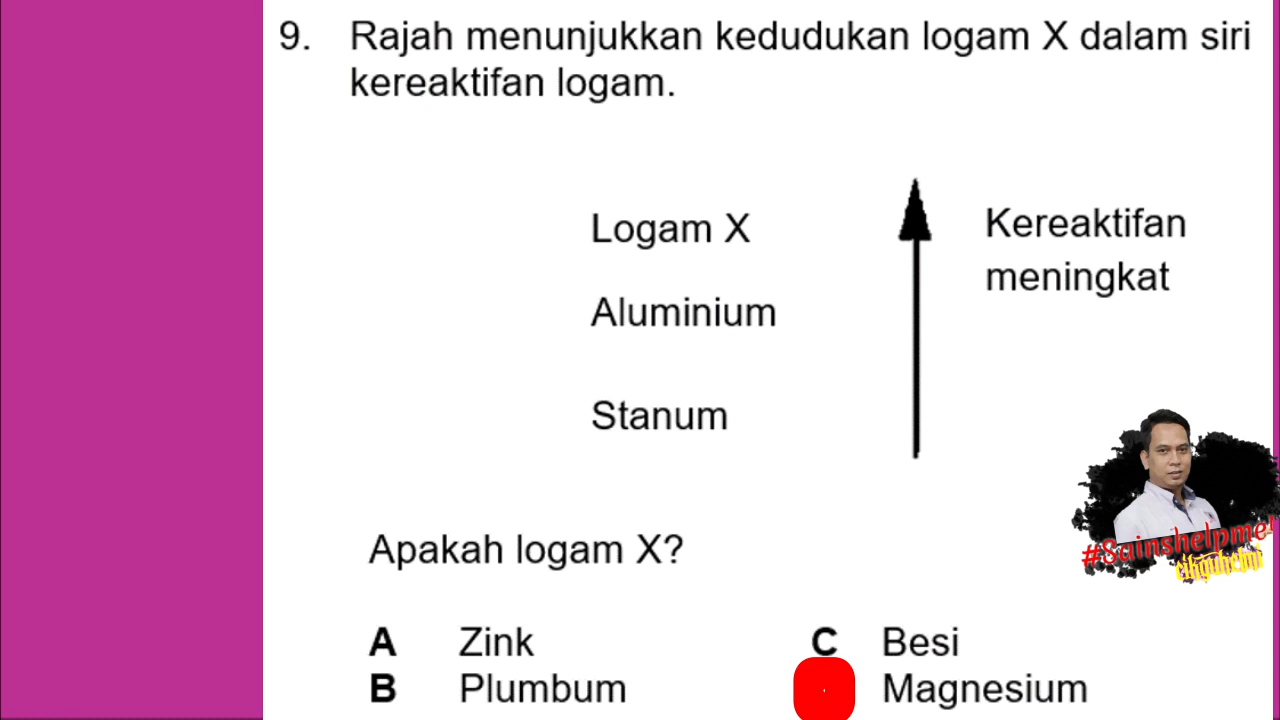 9. Rajah menunjukkan kedudukan logam X dalam siri
kereaktifan logam.
Logam X
Kereaktifan
meningkat
Aluminium
Stanum
#Sainshelpme!
cikguhelmi
Apakah logam X?
A Zink
C Besi
B Plumbum
Magnesium